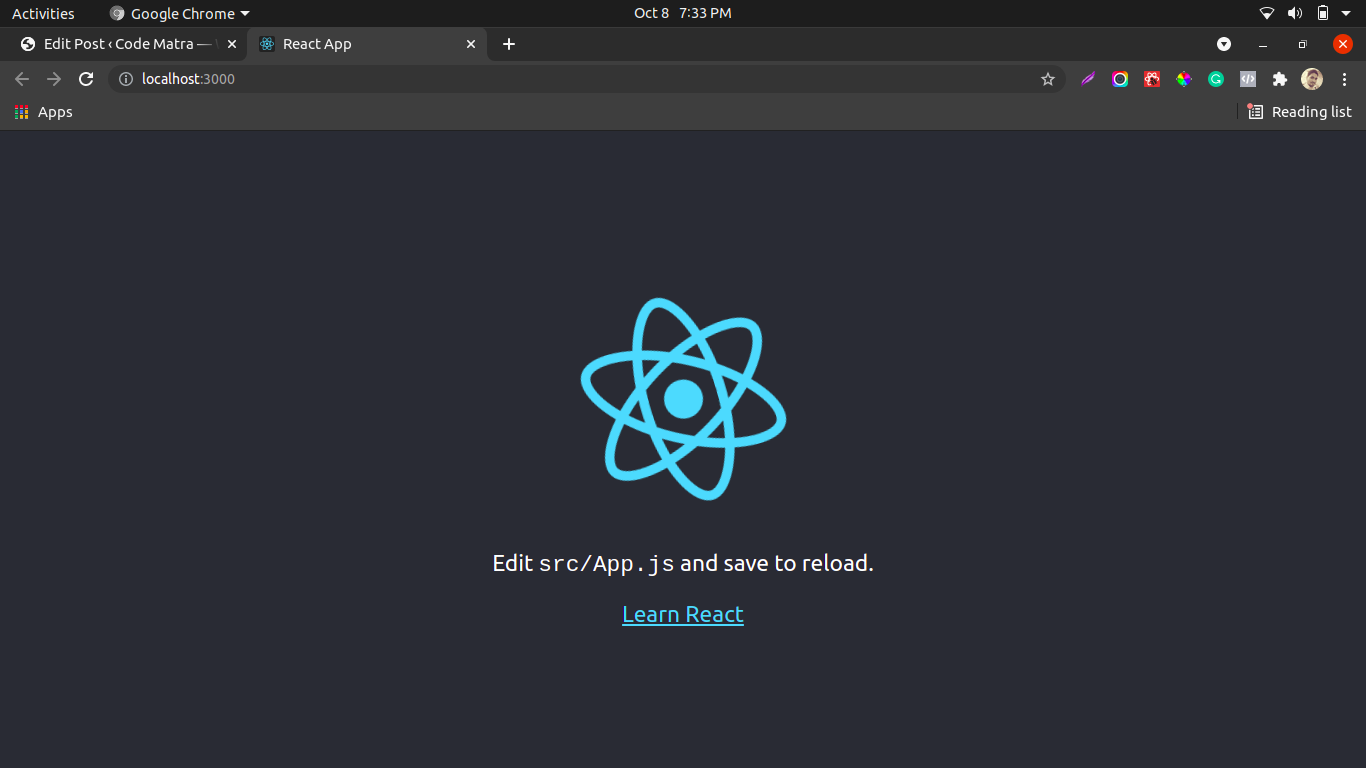 Activities Google Chrome Oct 8 7:33 PM
Edit Post ‹ Code Matra — React App
localhost:3000
Apps Reading list
Edit src/App.js and save to reload.
Learn React